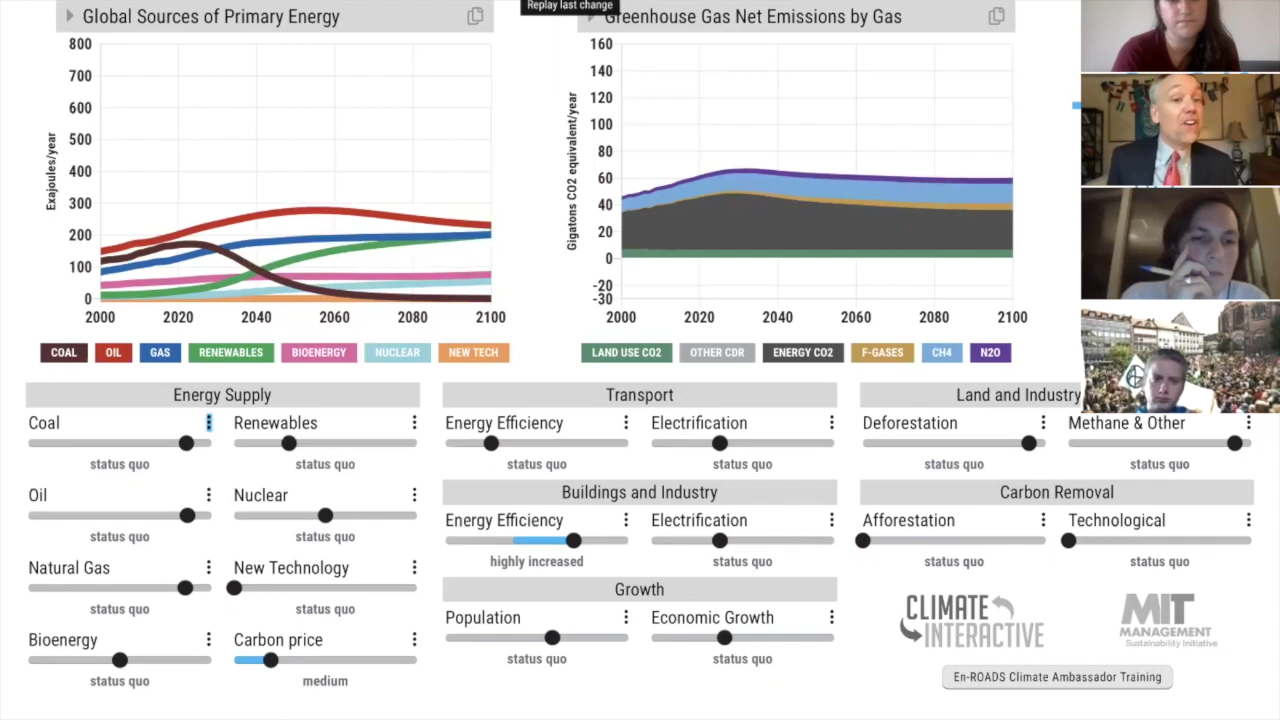 Replay last change
Global Sources of Primary Energy
Greenhouse Gas Net Emissions by Gas
800
700
600
500
400
300
200
100
0
Exajoules/year
2000 2020 2040 2060 2080 2100
160
140
120
100
80
60
40
20
0
-20
-30
Gigatons CO2 equivalent/year
2000 2020 2040 2060 2080 2100
COAL OIL GAS RENEWABLES BIOENERGY NUCLEAR NEW TECH
LAND USE CO2 OTHER CDR ENERGY CO2 F-GASES CH4 N2O
Energy Supply
Coal
status quo
Renewables
status quo
Oil
status quo
Nuclear
status quo
Natural Gas
status quo
New Technology
status quo
Bioenergy
status quo
Carbon price
medium
Transport
Energy Efficiency
status quo
Electrification
status quo
Buildings and Industry
Energy Efficiency
highly increased
Electrification
status quo
Growth
Population
status quo
Economic Growth
status quo
Land and Industry
Deforestation
status quo
Methane & Other
status quo
Carbon Removal
Afforestation
status quo
Technological
status quo
CLIMATE
INTERACTIVE
MIT
MANAGEMENT
Sustainability Initiative
En-ROADS Climate Ambassador Training